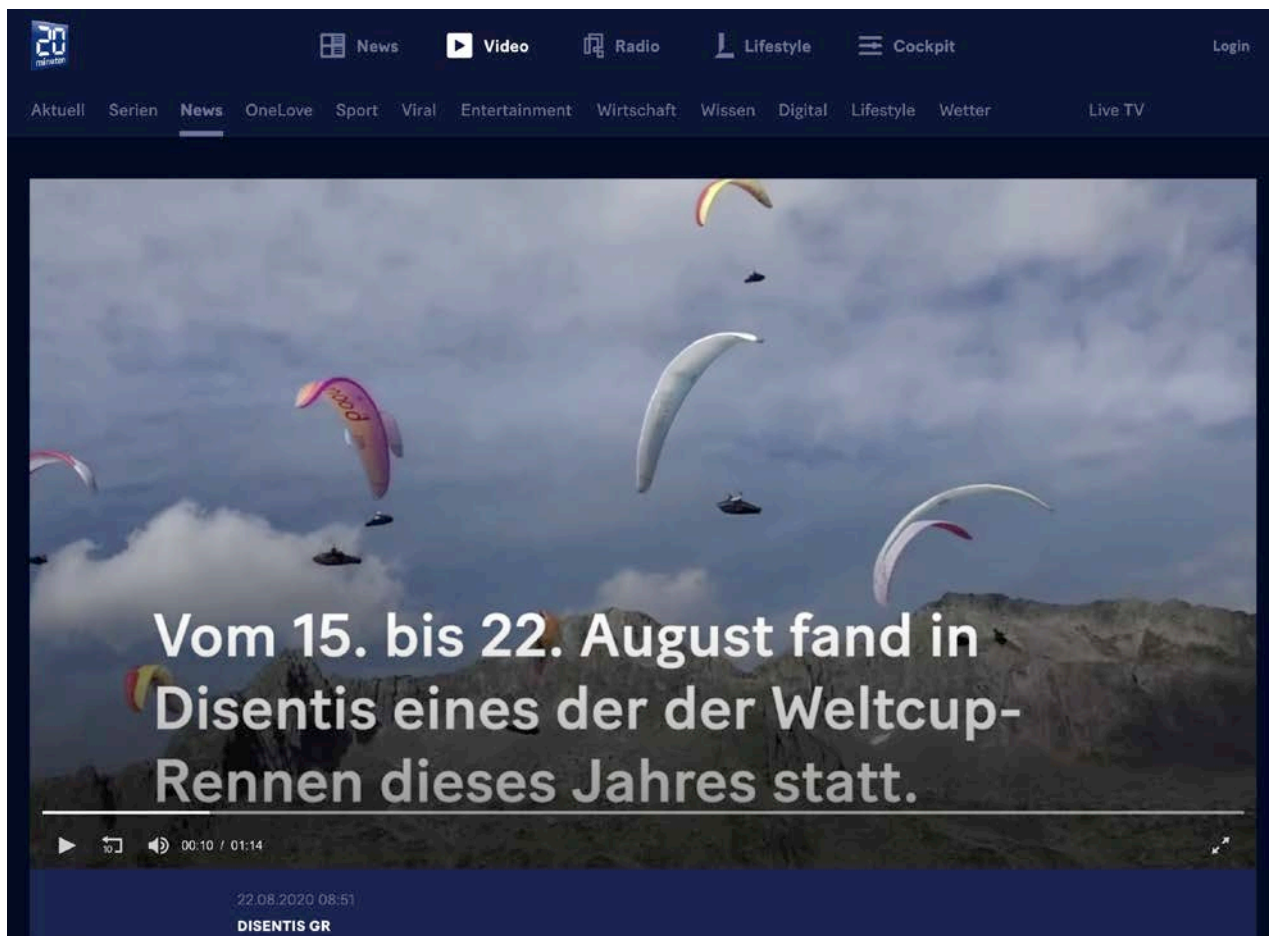 20
minuten
News
Video
Radio
Lifestyle
Cockpit
Login
Aktuell Serien News OneLove Sport Viral Entertainment Wirtschaft Wissen Digital Lifestyle Wetter Live TV
Vom 15. bis 22. August fand in
Disentis eines der der Weltcup-
Rennen dieses Jahres statt.
10
00:10 / 01:14
22.08.2020 08:51
DISENTIS GR